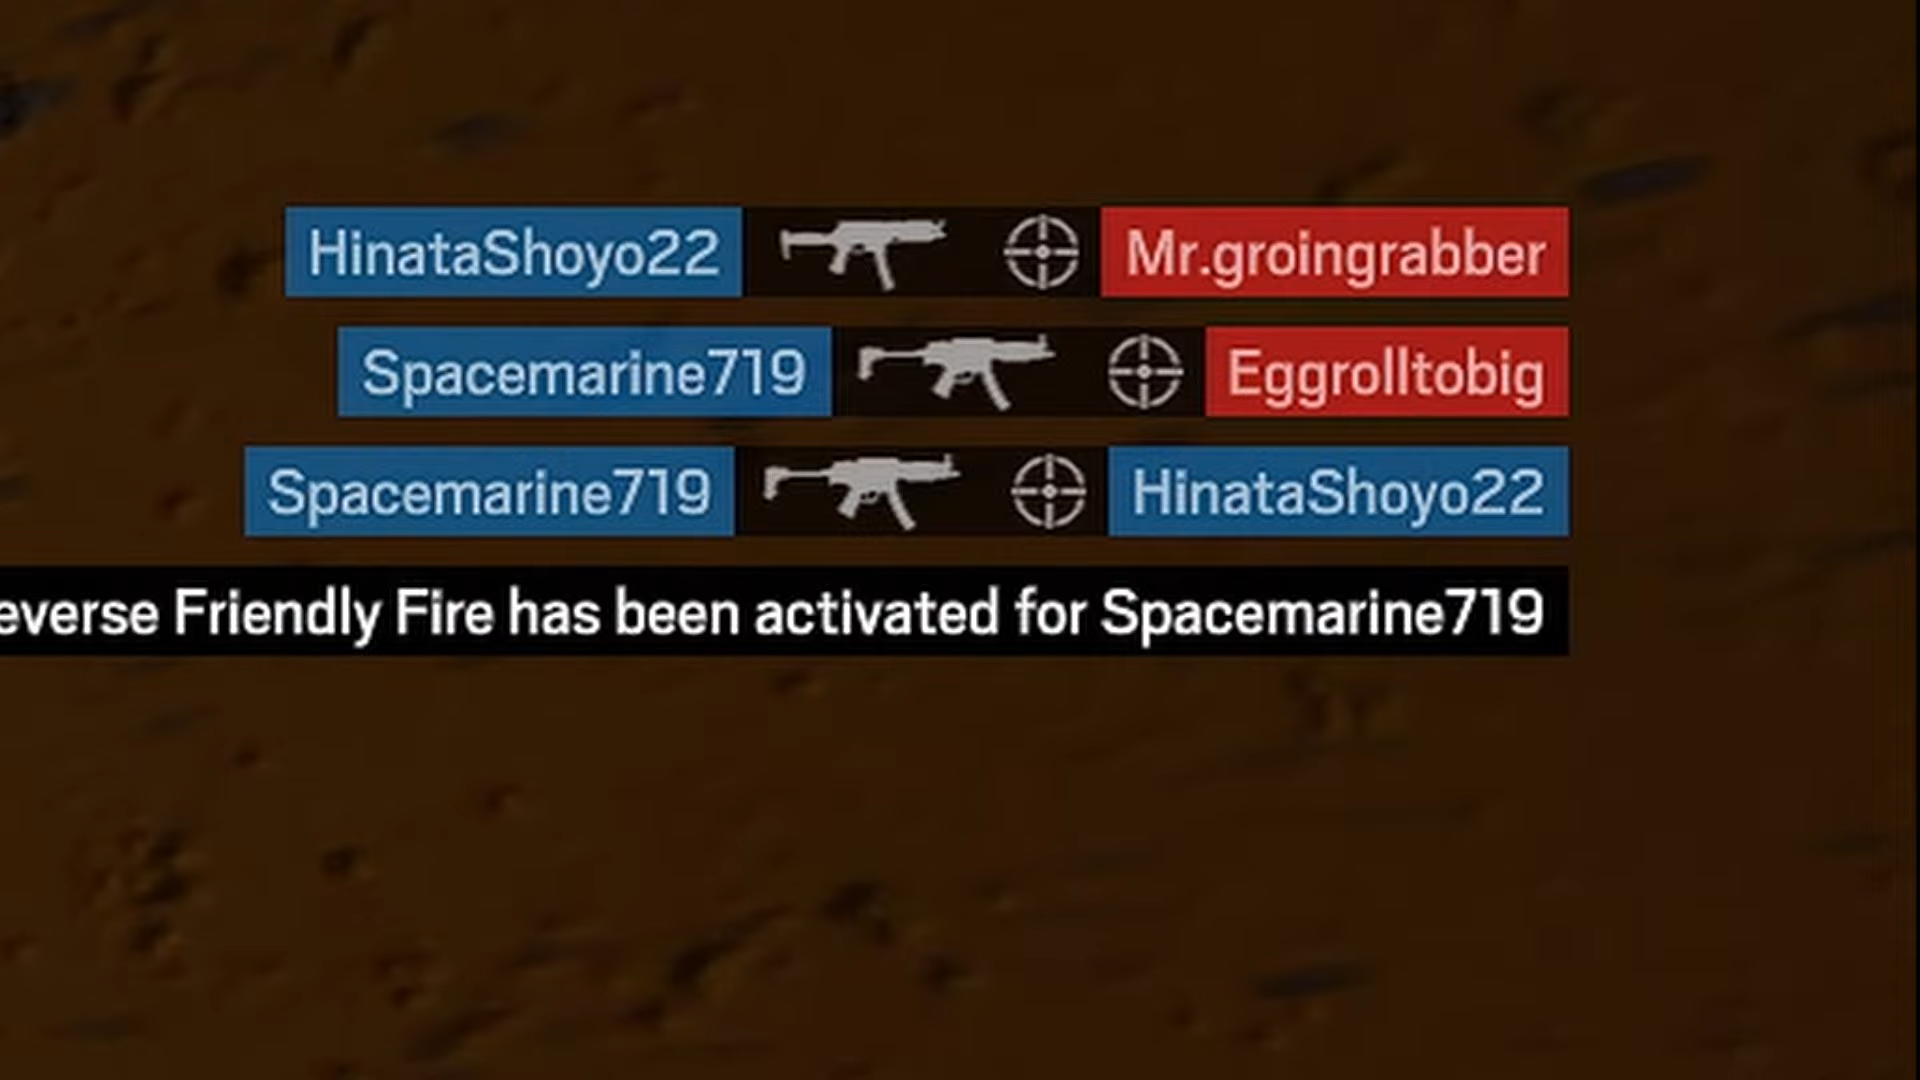 HinataShoyo22 Mr.groingrabber
Spacemarine719 Eggrolltobig
Spacemarine719 HinataShoyo22
everse Friendly Fire has been activated for Spacemarine719